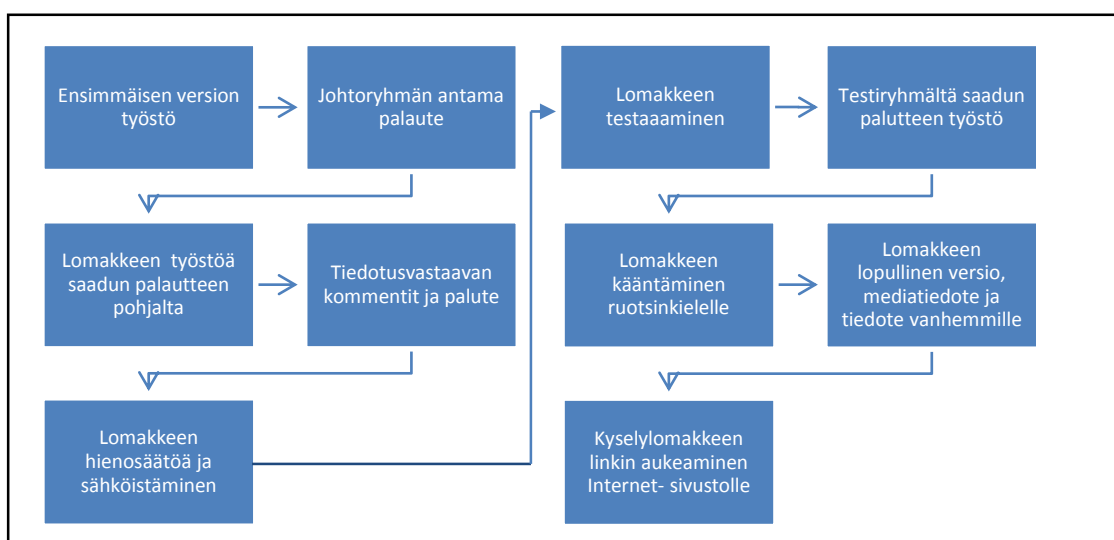 Ensimmäisen version
työstö
Johtoryhmän antama
palaute
Lomakkeen työstöä
saadun palautteen
pohjalta
Tiedotusvastaavan
kommentit ja palute
Lomakkeen
hienosäätöä ja
sähköistäminen
Lomakkeen
testaaaminen
Testiryhmältä saadun
palutteen työstö
Lomakkeen
kääntäminen
ruotsinkielelle
Lomakkeen
lopullinen versio,
mediatiedote ja
tiedote vanhemmille
Kyselylomakkeen
linkin aukeaminen
Internet- sivustolle